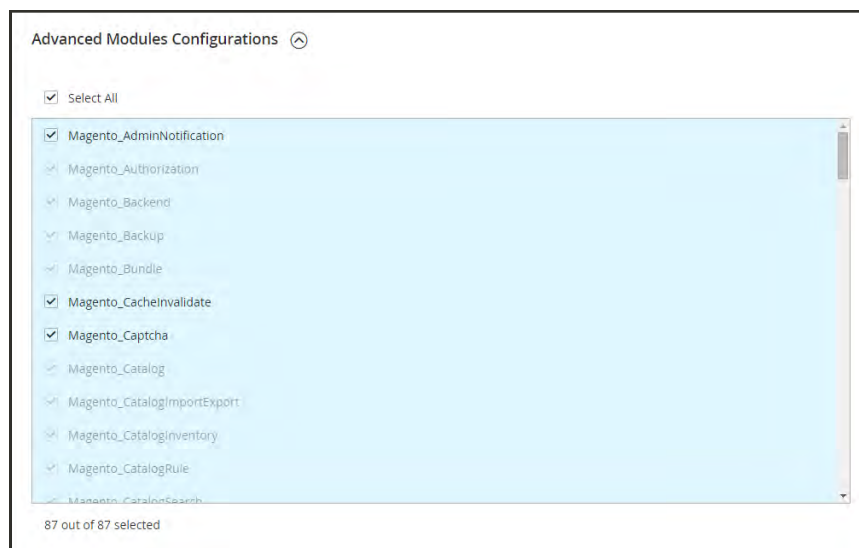 Advanced Modules Configurations
Select All
Magento_AdminNotification
Magento_Authorization
Magento_Backend
Magento_Backup
Magento_Bundle
Magento_CacheInvalidate
Magento_Captcha
Magento_Catalog
Magento_CatalogImportExport
Magento_CatalogInventory
Magento_CatalogRule
Magento_CatalogSearch
87 out of 87 selected